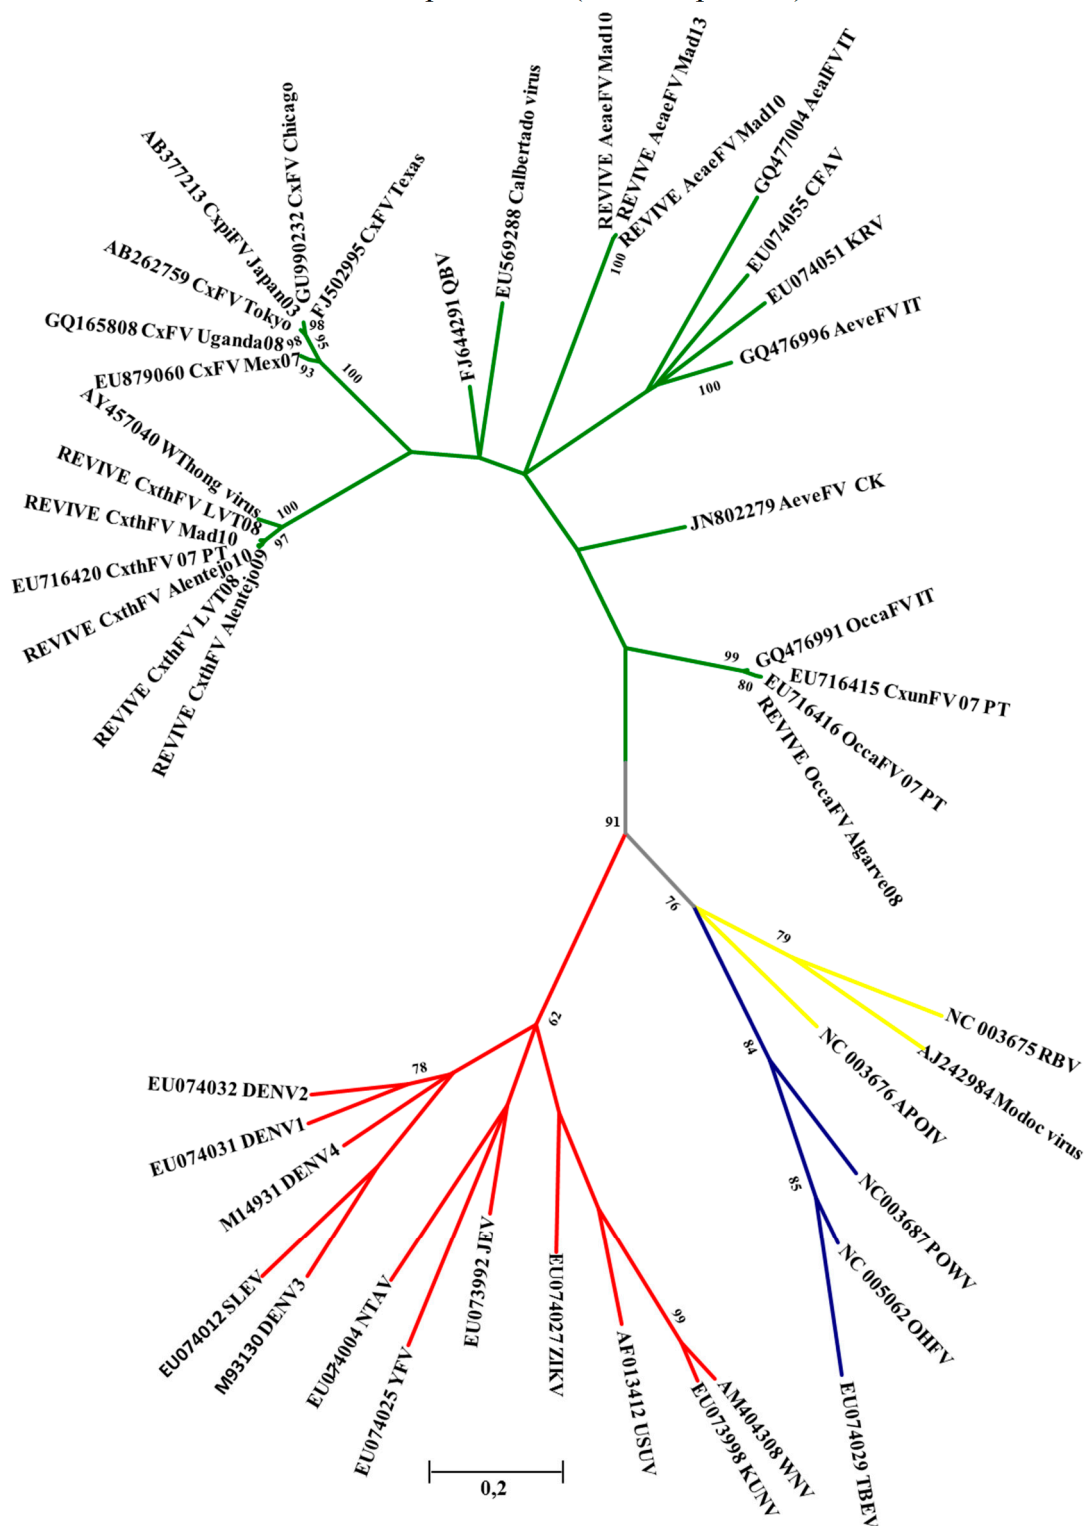 REVIVE AeaeFV Mad10
REVIVE AeaeFV Mad13
REVIVE AeaeFV Mad10
100
GQ477004 AealFV IT
EU074055 CFAV
EU074051 KRV
GQ476996 AeveFV IT
100
EU569288 Calbertado virus
FJ644291 QBV
GU990232 CxFV Chicago
FJ502995 CxFV Texas
AB377213 CxpiFV Japan03
AB262759 CxFV Tokyo
GQ165808 CxFV Uganda08
EU879060 CxFV Mex07
98
95
98
93
100
AY457040 WThong virus
REVIVE CxthFV LVT08
REVIVE CxthFV Mad10
EU716420 CxthFV 07 PT
REVIVE CxthFV Alentejo10
REVIVE CxthFV LVT08
REVIVE CxthFV Alentejo09
100
97
JN802279 AeveFV CK
99
80
GQ476991 OccaFV IT
EU716415 CxunFV 07 PT
EU716416 OccaFV 07 PT
REVIVE OccaFV Algarve08
91
76
79
NC 003675 RBV
AJ242984 Modoc virus
NC 003676 APOIV
84
NC003687 POWV
85
NC 005062 OHFV
EU074029 TBEV
62
78
EU074032 DENV2
EU074031 DENV1
M14931 DENV4
EU074012 SLEV
M93130 DENV3
EU074004 NTAV
EU074025 YFV
EU073992 JEV
EU074027 ZIKV
AF013412 USUV
99
AM404308 WNV
EU073998 KUNV
0,2